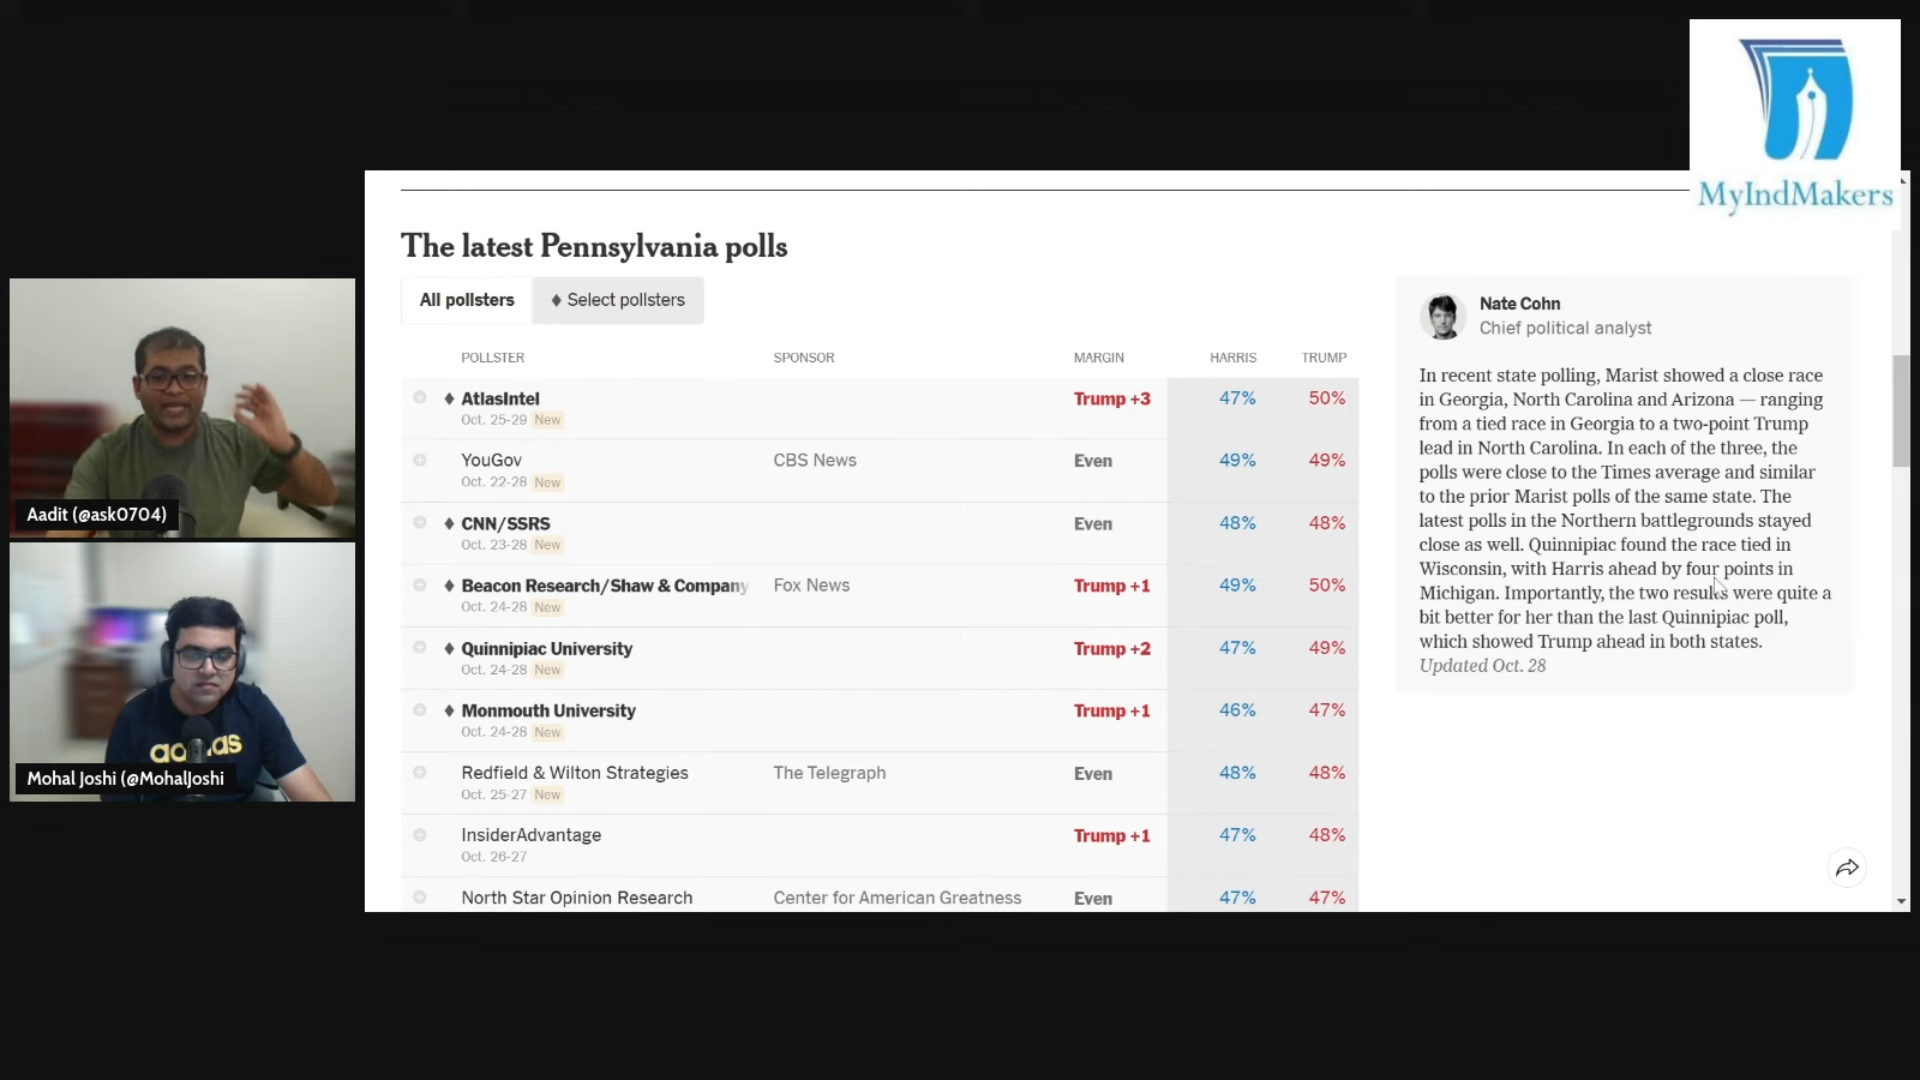 MyIndMakers
The latest Pennsylvania polls
All pollsters
♦ Select pollsters
POLLSTER SPONSOR MARGIN HARRIS TRUMP
♦ AtlasIntel Trump +3 47% 50%
Oct. 25-29 New
YouGov CBS News Even 49% 49%
Oct. 22-28 New
♦ CNN/SSRS Even 48% 48%
Oct. 23-28 New
♦ Beacon Research/Shaw & Company Fox News Trump +1 49% 50%
Oct. 24-28 New
♦ Quinnipiac University Trump +2 47% 49%
Oct. 24-28 New
♦ Monmouth University Trump +1 46% 47%
Oct. 24-28 New
Redfield & Wilton Strategies The Telegraph Even 48% 48%
Oct. 25-27 New
InsiderAdvantage Trump +1 47% 48%
Oct. 26-27
North Star Opinion Research Center for American Greatness Even 47% 47%
Nate Cohn
Chief political analyst
In recent state polling, Marist showed a close race
in Georgia, North Carolina and Arizona — ranging
from a tied race in Georgia to a two-point Trump
lead in North Carolina. In each of the three, the
polls were close to the Times average and similar
to the prior Marist polls of the same state. The
latest polls in the Northern battlegrounds stayed
close as well. Quinnipiac found the race tied in
Wisconsin, with Harris ahead by four points in
Michigan. Importantly, the two results were quite a
bit better for her than the last Quinnipiac poll,
which showed Trump ahead in both states.
Updated Oct. 28
Aadit (@ask0704)
adidas
Mohal Joshi (@MohalJoshi